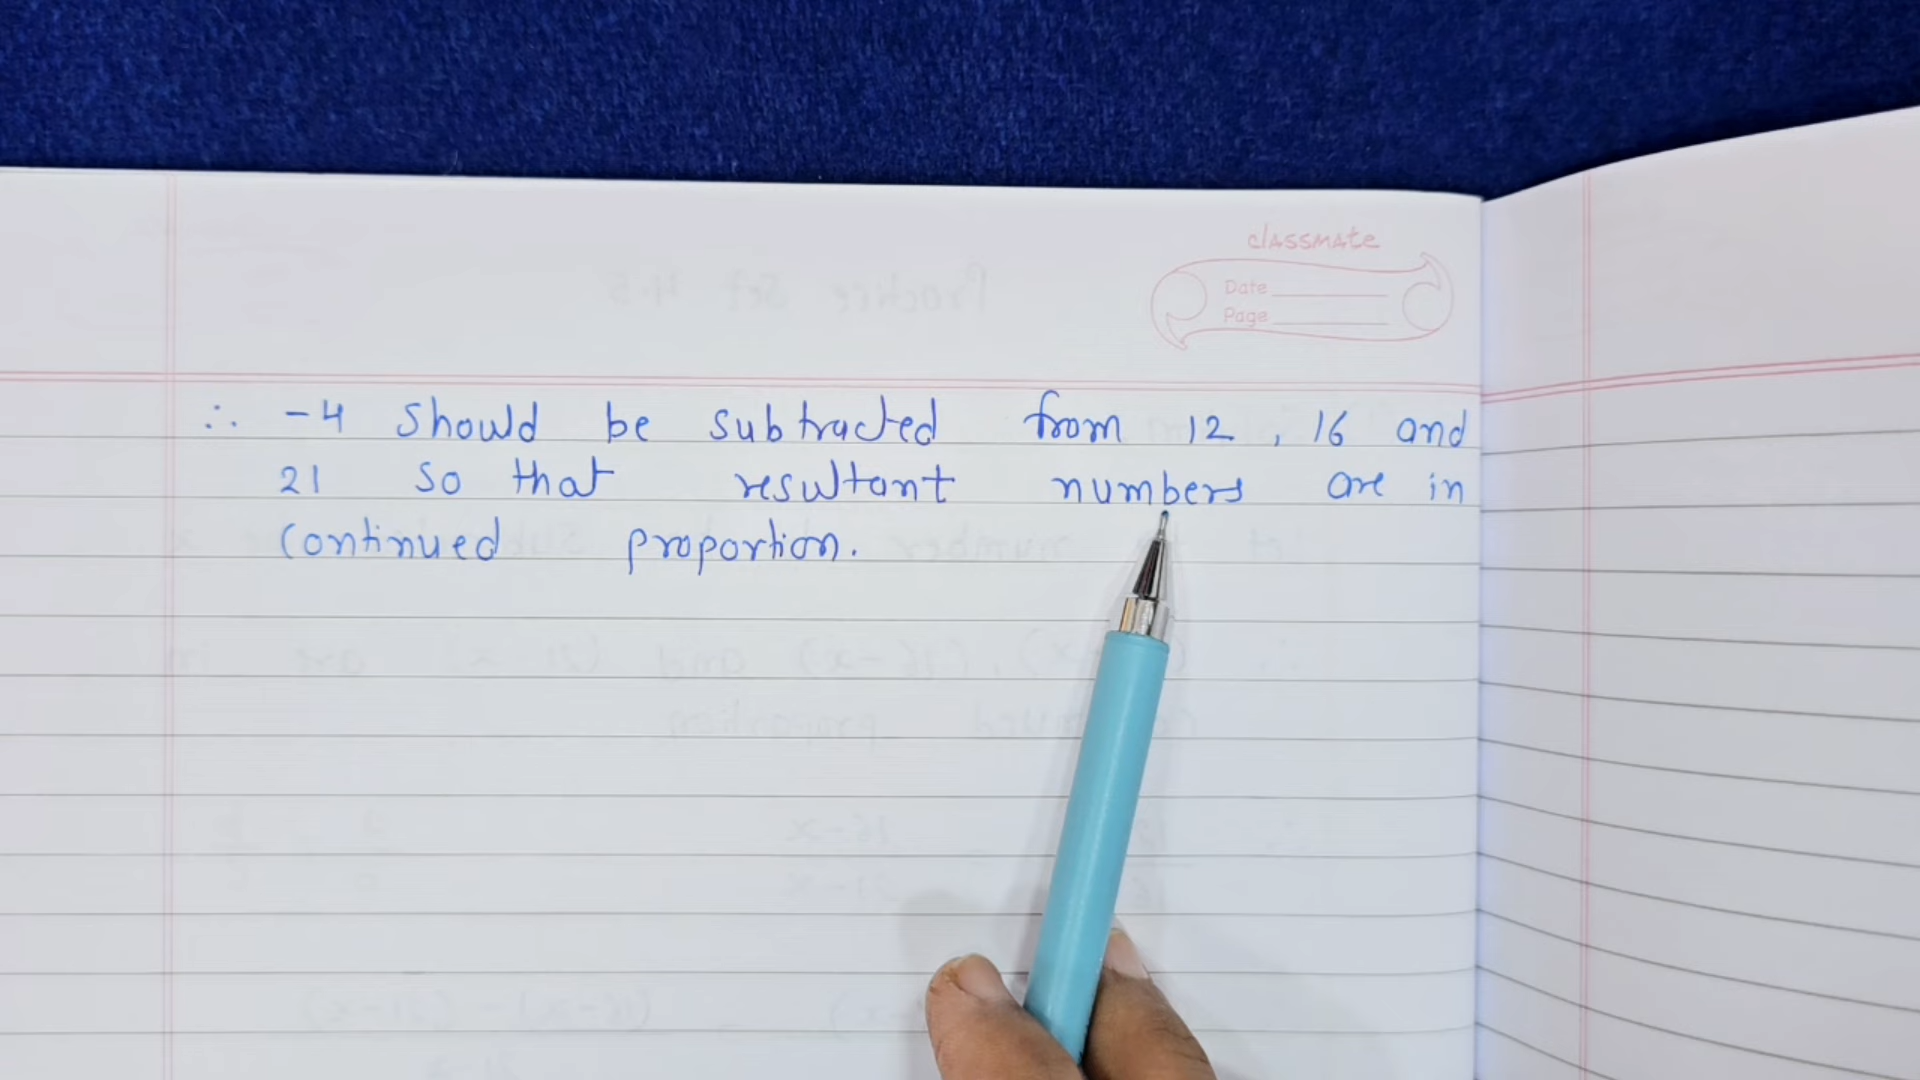 classmate
Date
Page
∴ -4 should be subtracted from 12, 16 and
21 so that resultant numbers are in
continued proportion.